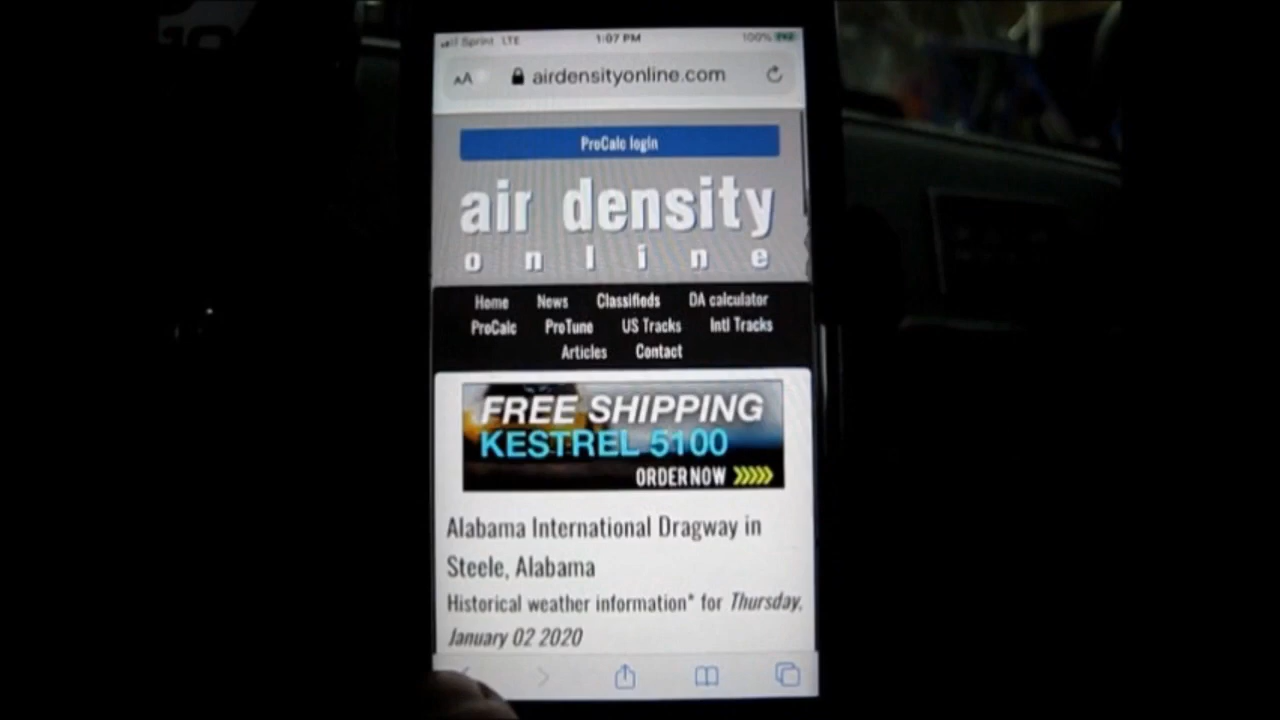 Sprint LTE 1:07 PM 100%
AA airdensityonline.com
ProCalc login
air density
online
Home News Classifieds DA calculator
ProCalc ProTune US Tracks Intl Tracks
Articles Contact
FREE SHIPPING
KESTREL 5100
ORDER NOW
Alabama International Dragway in
Steele, Alabama
Historical weather information* for Thursday,
January 02 2020